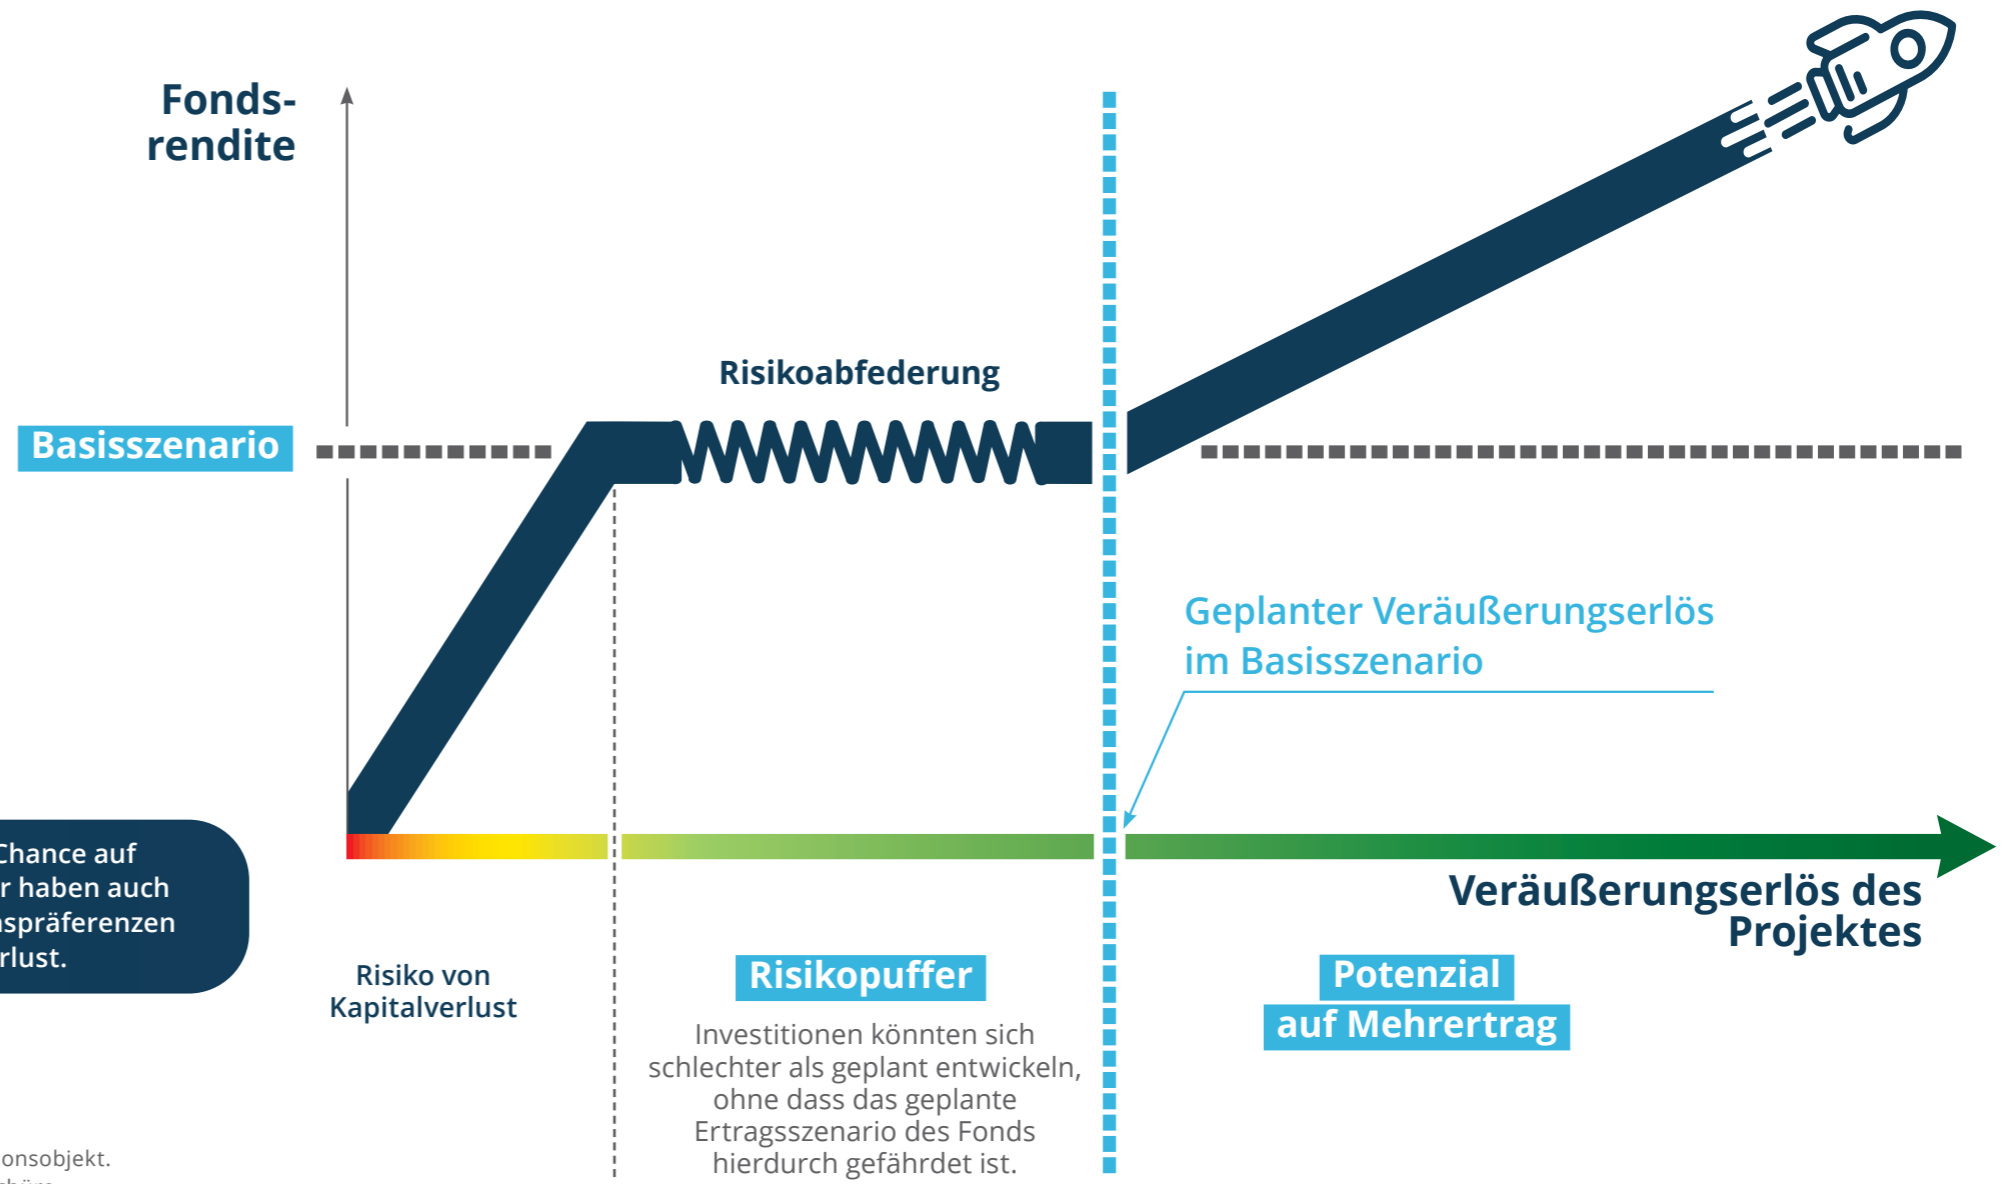 Fonds-
rendite
Risikoabfederung
Basisszenario
Geplanter Veräußerungserlös
im Basisszenario
Chance auf
haben auch
rlust.
Veräußerungserlös des
Projektes
Risiko von
Kapitalverlust
Risikopuffer
Investitionen könnten sich
schlechter als geplant entwickeln,
ohne dass das geplante
Ertragsszenario des Fonds
hierdurch gefährdet ist.
Potenzial
auf Mehrertrag
onsobjekt.